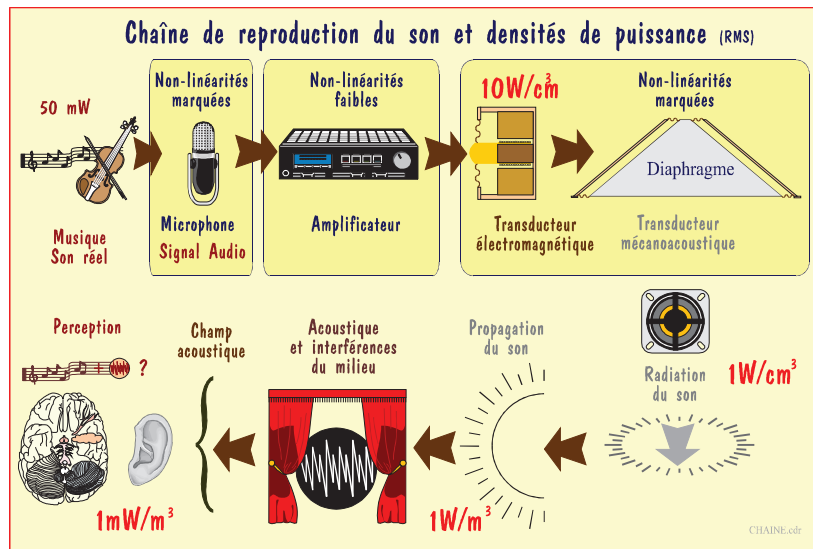 Chaîne de reproduction du son et densités de puissance (RMS)
50 mW
Musique
Son réel
Non-linéarités
marquées
Microphone
Signal Audio
Non-linéarités
faibles
Amplificateur
10W/cm³
Transducteur
électromagnétique
Non-linéarités
marquées
Diaphragme
Transducteur
mécanoacoustique
Perception
+ ?
1mW/m³
Champ
acoustique
Acoustique
et interférences
du milieu
Propagation
du son
1W/m³
Radiation
du son
1W/cm³
CHAINE.cdr